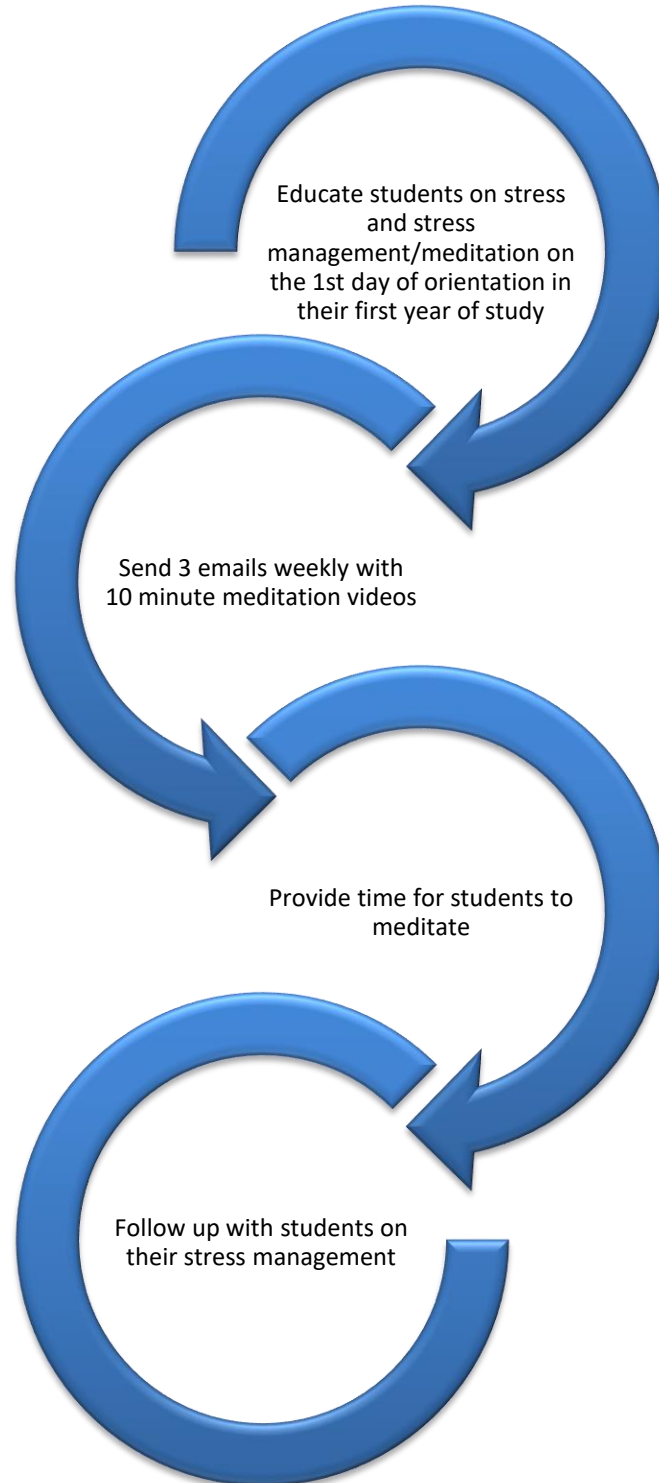 Educate students on stress
and stress
management/meditation on
the 1st day of orientation in
their first year of study
Send 3 emails weekly with
10 minute meditation videos
Provide time for students to
meditate
Follow up with students on
their stress management